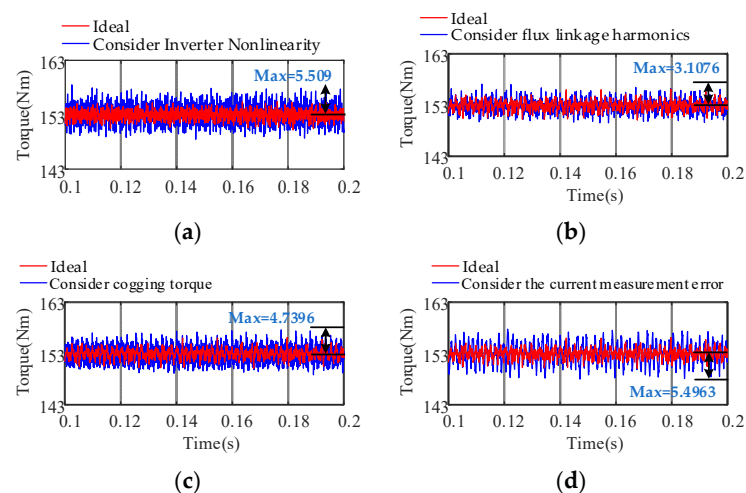 Ideal
Consider Inverter Nonlinearity
163
Max=5.509
153
Torque(Nm)
143
0.1 0.12 0.14 0.16 0.18 0.2
(a)
Ideal
Consider flux linkage harmonics
163
Max=3.1076
153
Torque(Nm)
143
0.1 0.12 0.14 0.16 0.18 0.2
Time(s)
(b)
Ideal
Consider cogging torque
163
Max=4.7396
153
Torque(Nm)
143
0.1 0.12 0.14 0.16 0.18 0.2
Time(s)
(c)
Ideal
Consider the current measurement error
163
153
Torque(Nm)
Max=5.4963
143
0.1 0.12 0.14 0.16 0.18 0.2
Time(s)
(d)